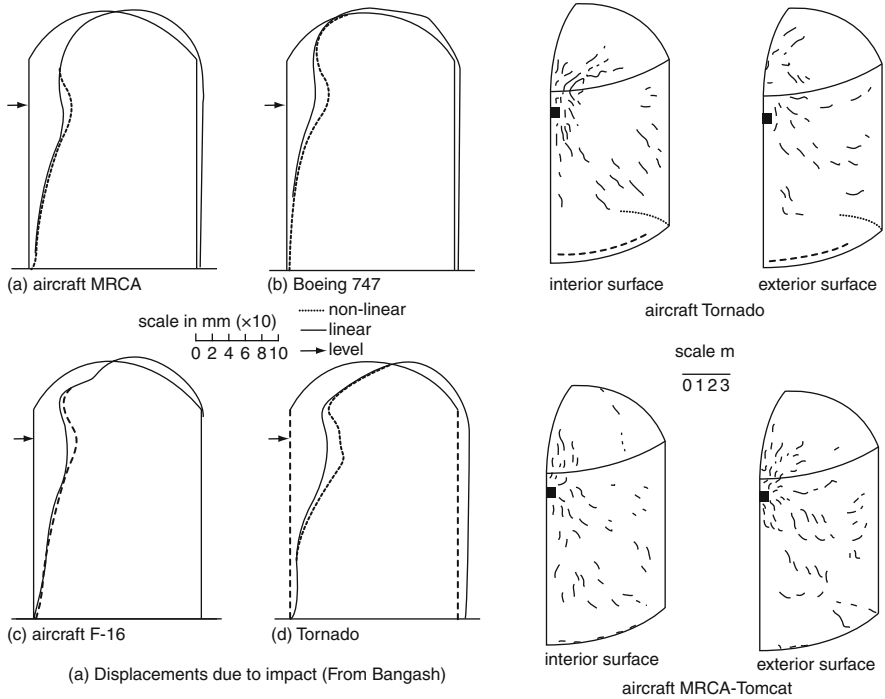 (a) aircraft MRCA
(b) Boeing 747
scale in mm (×10)
0 2 4 6 8 10
non-linear
linear
level
(c) aircraft F-16
(d) Tornado
(a) Displacements due to impact (From Bangash)
interior surface
exterior surface
aircraft Tornado
scale m
0 1 2 3
interior surface
exterior surface
aircraft MRCA-Tomcat